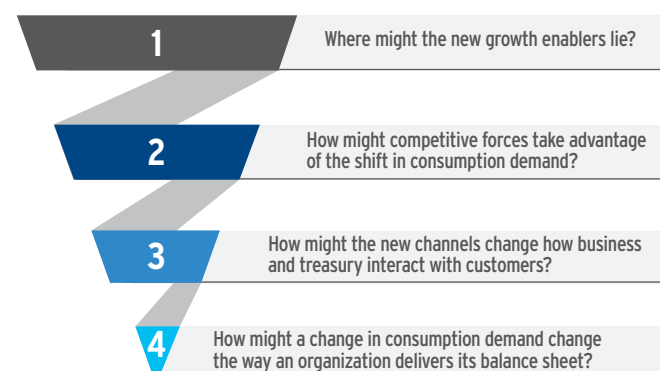 1
Where might the new growth enablers lie?
2
How might competitive forces take advantage
of the shift in consumption demand?
3
How might the new channels change how business
and treasury interact with customers?
4
How might a change in consumption demand change
the way an organization delivers its balance sheet?